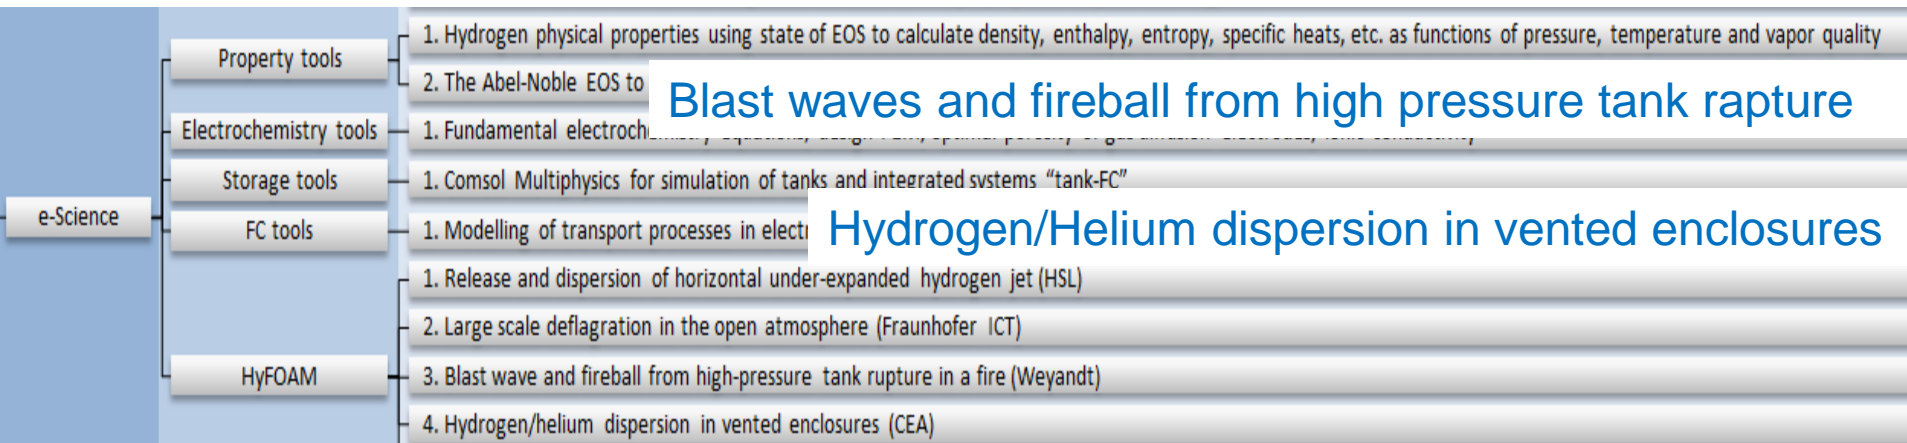 1. Hydrogen physical properties using state of EOS to calculate density, enthalpy, entropy, specific heats, etc. as functions of pressure, temperature and vapor quality
Property tools
2. The Abel-Noble EOS to
Blast waves and fireball from high pressure tank rapture
Electrochemistry tools
1. Fundamental
Storage tools
1. Comsol Multiphysics for simulation of tanks and integrated systems “tank-FC”
e-Science
FC tools
1. Modelling of transport processes in
Hydrogen/Helium dispersion in vented enclosures
1. Release and dispersion of horizontal under-expanded hydrogen jet (HSL)
2. Large scale deflagration in the open atmosphere (Fraunhofer ICT)
HyFOAM
3. Blast wave and fireball from high-pressure tank rupture in a fire (Weyandt)
4. Hydrogen/helium dispersion in vented enclosures (CEA)